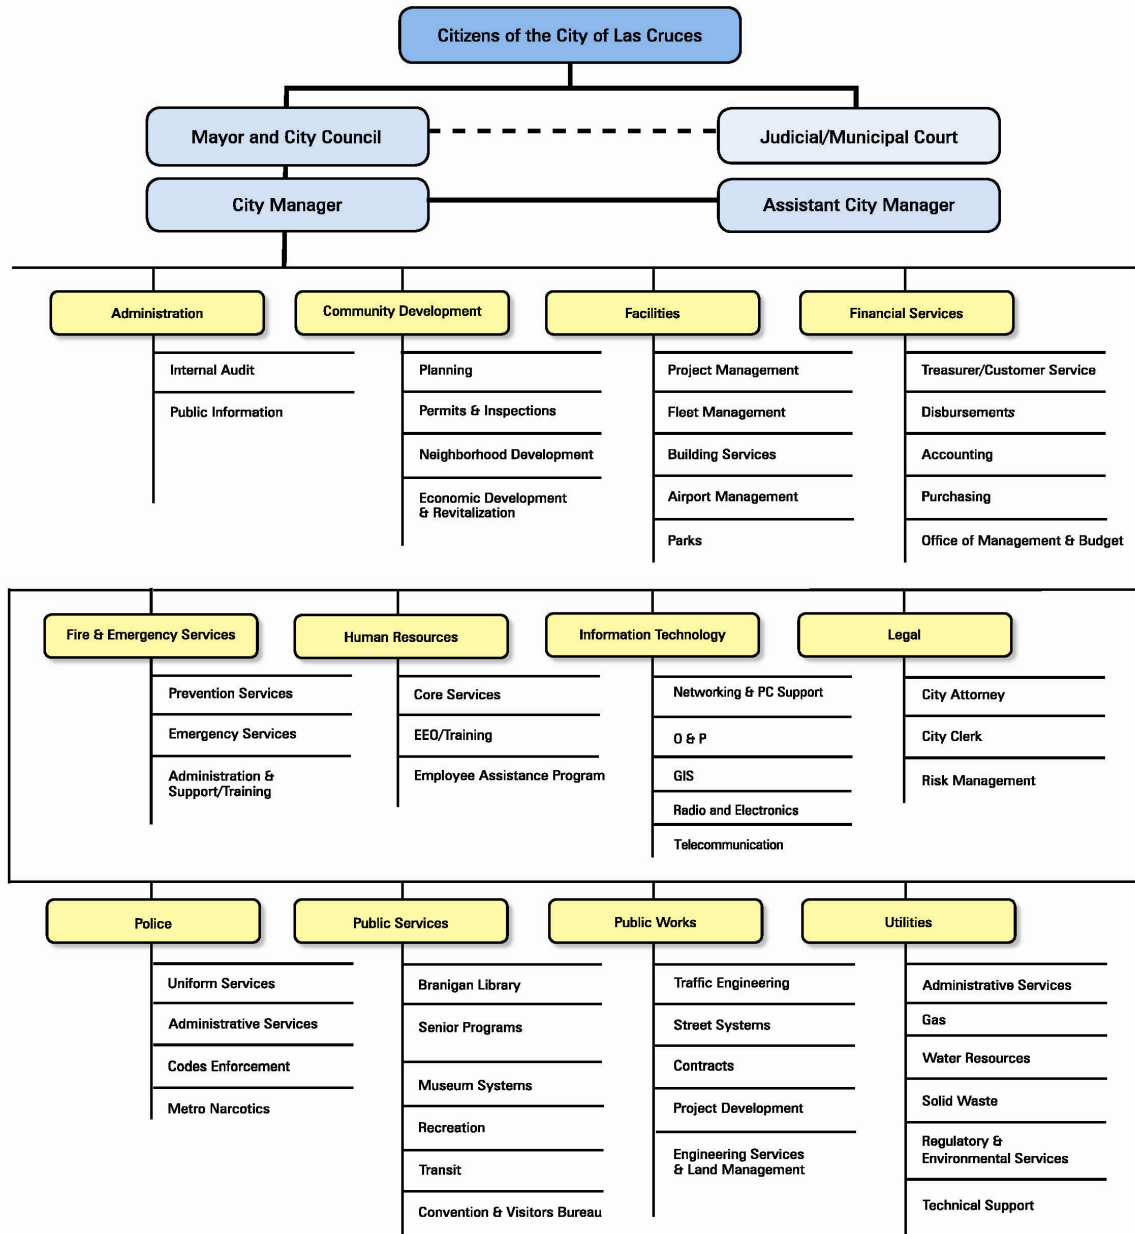 Citizens of the City of Las Cruces
Mayor and City Council
Judicial/Municipal Court
City Manager
Assistant City Manager
Administration
Internal Audit
Public Information
Community Development
Planning
Permits & Inspections
Neighborhood Development
Economic Development
& Revitalization
Facilities
Project Management
Fleet Management
Building Services
Airport Management
Parks
Financial Services
Treasurer/Customer Service
Disbursements
Accounting
Purchasing
Office of Management & Budget
Fire & Emergency Services
Prevention Services
Emergency Services
Administration &
Support/Training
Human Resources
Core Services
EEO/Training
Employee Assistance Program
Information Technology
Networking & PC Support
O & P
GIS
Radio and Electronics
Telecommunication
Legal
City Attorney
City Clerk
Risk Management
Police
Uniform Services
Administrative Services
Codes Enforcement
Metro Narcotics
Public Services
Branigan Library
Senior Programs
Museum Systems
Recreation
Transit
Convention & Visitors Bureau
Public Works
Traffic Engineering
Street Systems
Contracts
Project Development
Engineering Services
& Land Management
Utilities
Administrative Services
Gas
Water Resources
Solid Waste
Regulatory &
Environmental Services
Technical Support